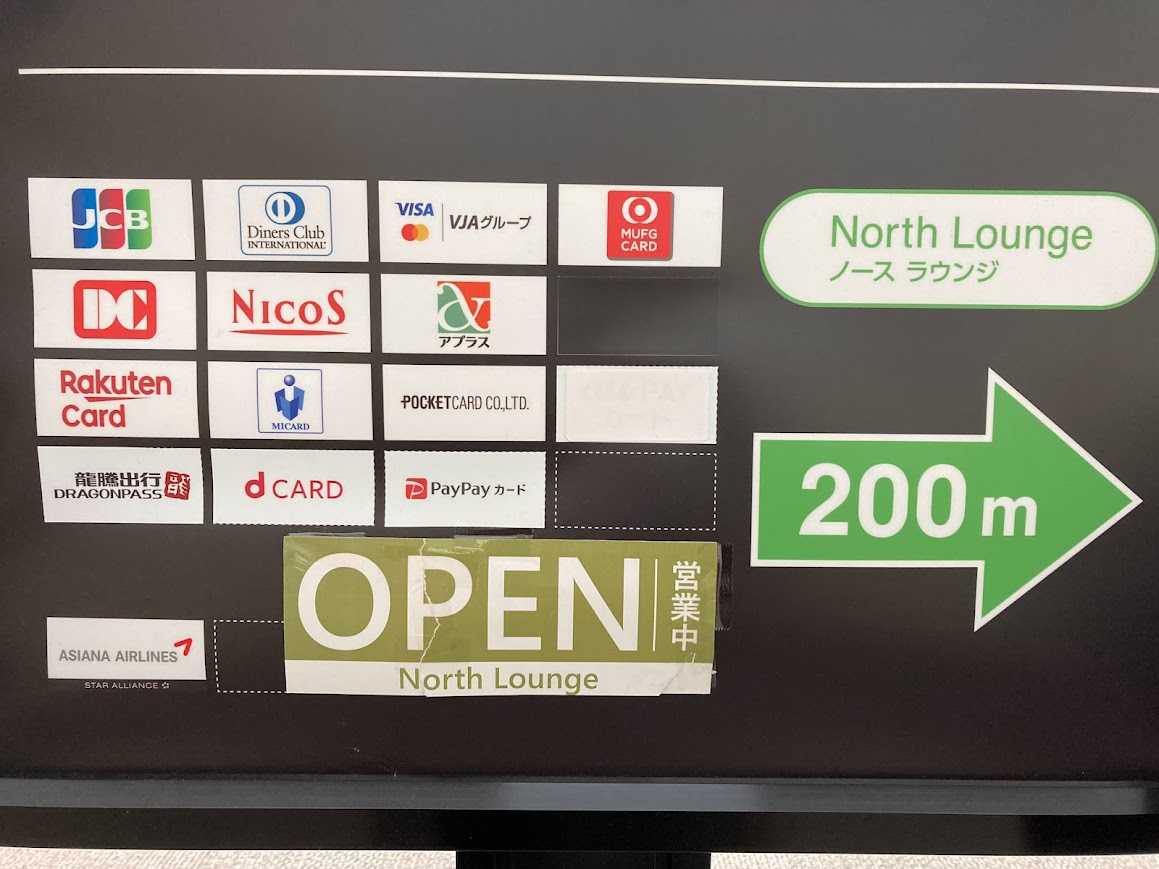 JCB
Diners Club
INTERNATIONAL®
VISA
VJAグループ
MUFG
CARD
North Lounge
ノース ラウンジ
DC
NICOS
&
アプラス
Rakuten
Card
MICARD
POCKETCARD CO.,LTD.
200m
龍騰出行
DRAGONPASS
d CARD
PayPay カード
OPEN
営業中
North Lounge
ASIANA AIRLINES
STAR ALLIANCE